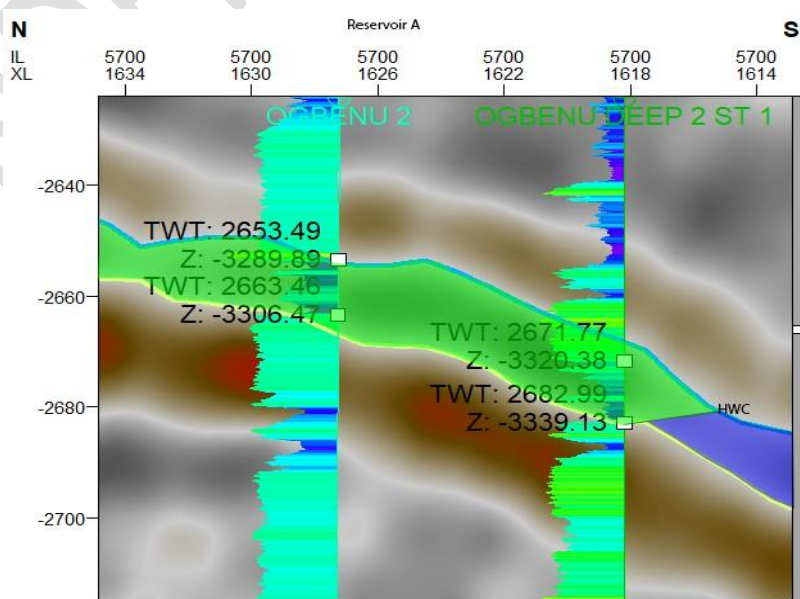 Reservoir A
N S
IL 5700 5700 5700 5700 5700 5700
XL 1634 1630 1626 1622 1618 1614
OGBENU 2 OGBENU DEEP 2 ST 1
-2640
TWT: 2653.49
Z: -3289.89
TWT: 2663.46
-2660
Z: -3306.47
TWT: 2671.77
Z: -3320.38
TWT: 2682.99
-2680
HWC
Z: -3339.13
-2700